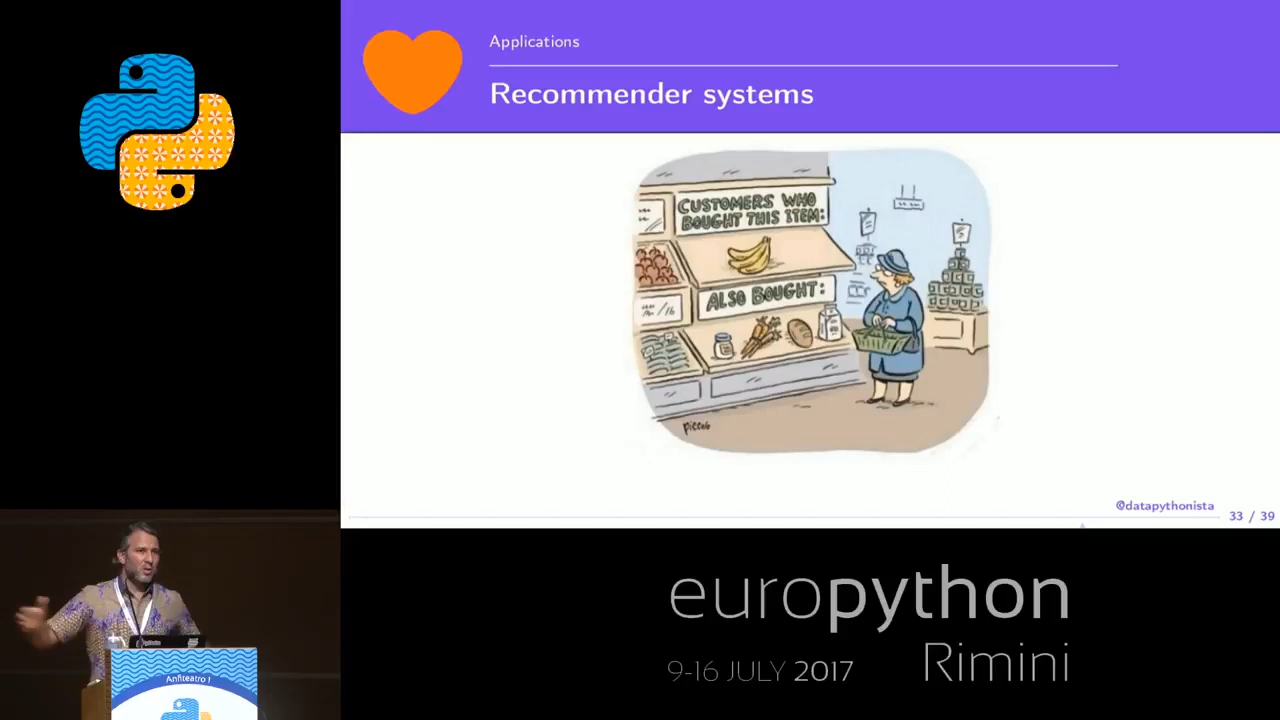 Applications
Recommender systems
CUSTOMERS WHO
BOUGHT THIS ITEM:
ALSO BOUGHT:
@datapythonista
33 / 39
europython
9-16 JULY 2017
Rimini
Anfiteatro 1